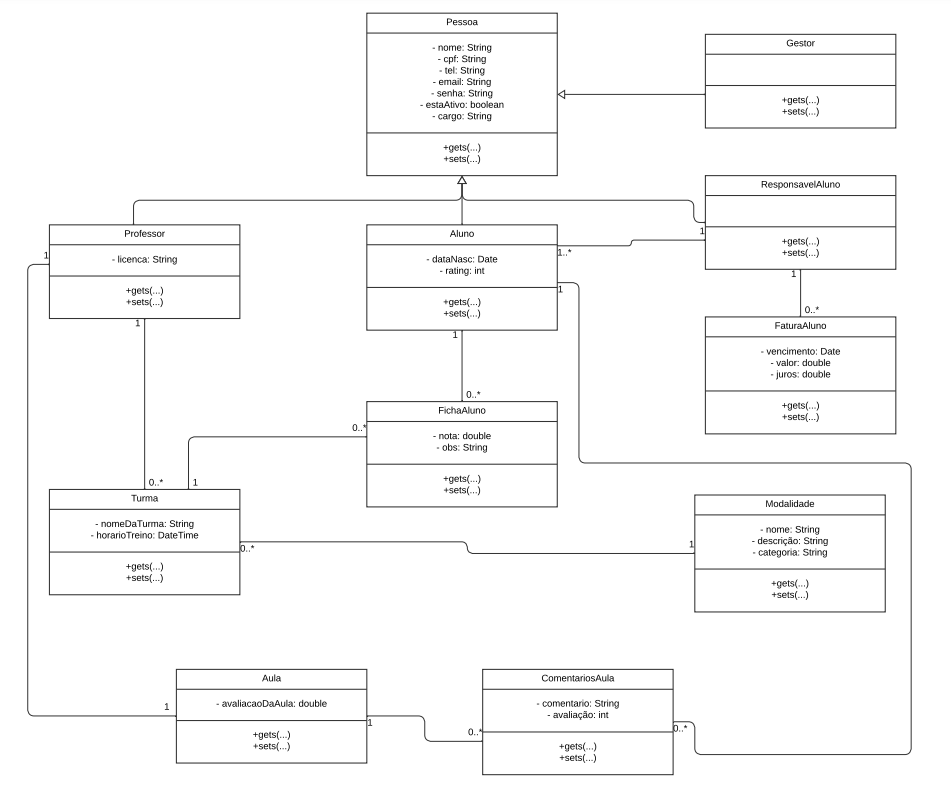 Pessoa
- nome: String
- cpf: String
- tel: String
- email: String
- senha: String
- estaAtivo: boolean
- cargo: String
+gets(...)
+sets(...)
Gestor
+gets(...)
+sets(...)
ResponsavelAluno
+gets(...)
+sets(...)
1
1
Professor
- licenca: String
+gets(...)
+sets(...)
1
1
Aluno
- dataNasc: Date
- rating: int
+gets(...)
+sets(...)
1..*
1
1
0..*
FaturaAluno
- vencimento: Date
- valor: double
- juros: double
+gets(...)
+sets(...)
0..*
FichaAluno
- nota: double
- obs: String
+gets(...)
+sets(...)
0..*
0..*
1
Turma
- nomeDaTurma: String
- horarioTreino: DateTime
+gets(...)
+sets(...)
0..*
1
Modalidade
- nome: String
- descrição: String
- categoria: String
+gets(...)
+sets(...)
1
Aula
- avaliacaoDaAula: double
+gets(...)
+sets(...)
1
0..*
ComentariosAula
- comentario: String
- avaliação: int
+gets(...)
+sets(...)
0..*